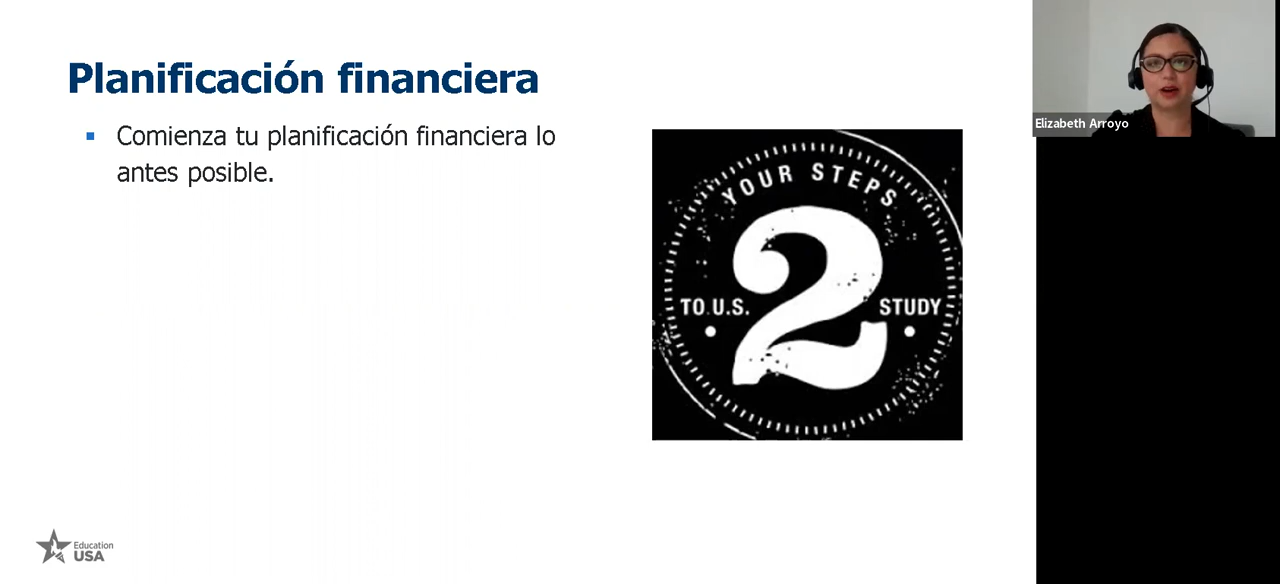 Planificación financiera
Comienza tu planificación financiera lo
antes posible.
YOUR STEPS
2
TO U.S.
STUDY
Education
USA
Elizabeth Arroyo